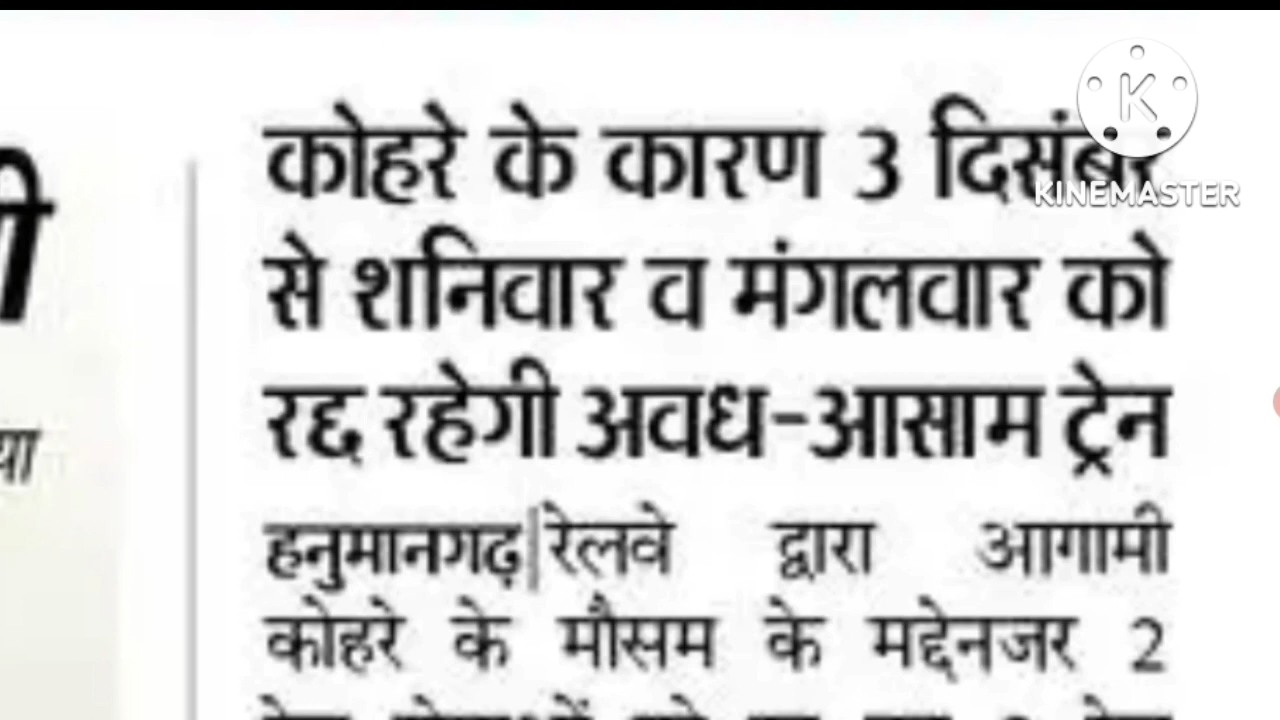 कोहरे के कारण 3 दिसंबर
से शनिवार व मंगलवार को
रद्द रहेगी अवध-आसाम ट्रेन
हनुमानगढ़|रेलवे द्वारा आगामी
कोहरे के मौसम के मद्देनजर 2
K
KINEMASTER